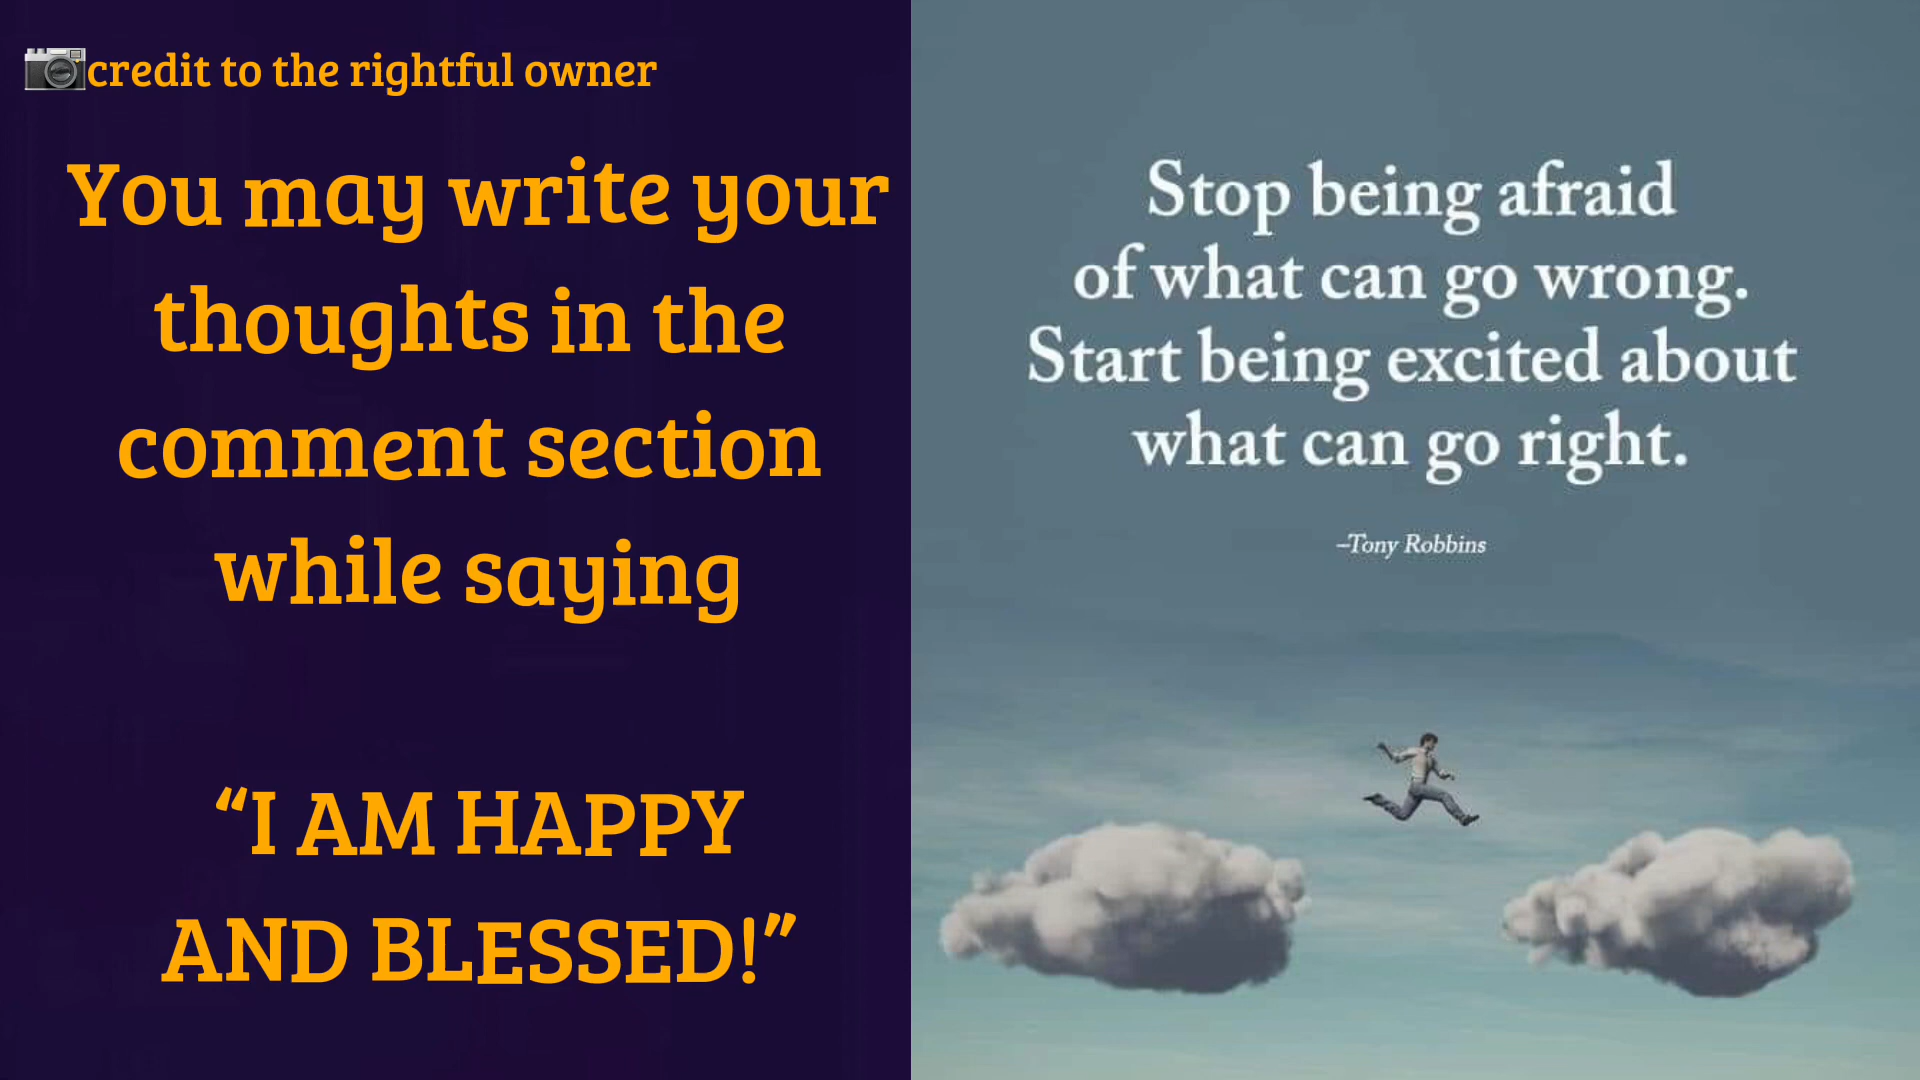 credit to the rightful owner
You may write your
thoughts in the
comment section
while saying
“I AM HAPPY
AND BLESSED!”
Stop being afraid
of what can go wrong.
Start being excited about
what can go right.
–Tony Robbins